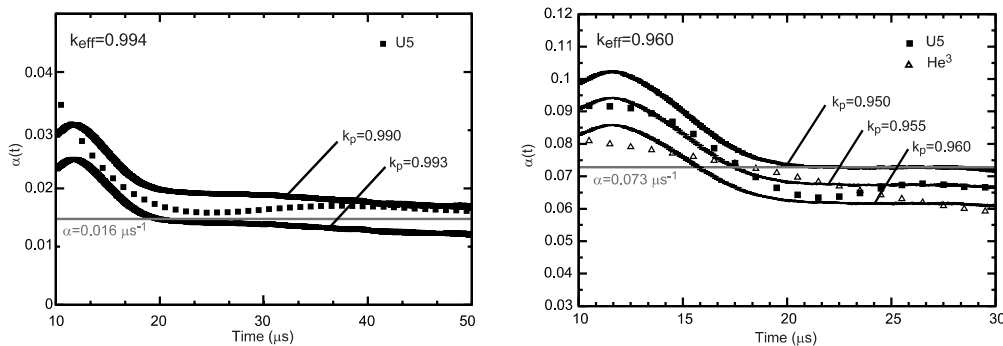 k_eff=0.994
U5
0.04
0.03
0.02
0.01
0
α(t)
k_p=0.990
k_p=0.993
α=0.016 μs⁻¹
10 20 30 40 50
Time (μs)
k_eff=0.960
U5
He³
0.12
0.11
0.1
0.09
0.08
0.07
0.06
0.05
0.04
0.03
α(t)
k_p=0.950
k_p=0.955
k_p=0.960
α=0.073 μs⁻¹
10 15 20 25 30
Time (μs)